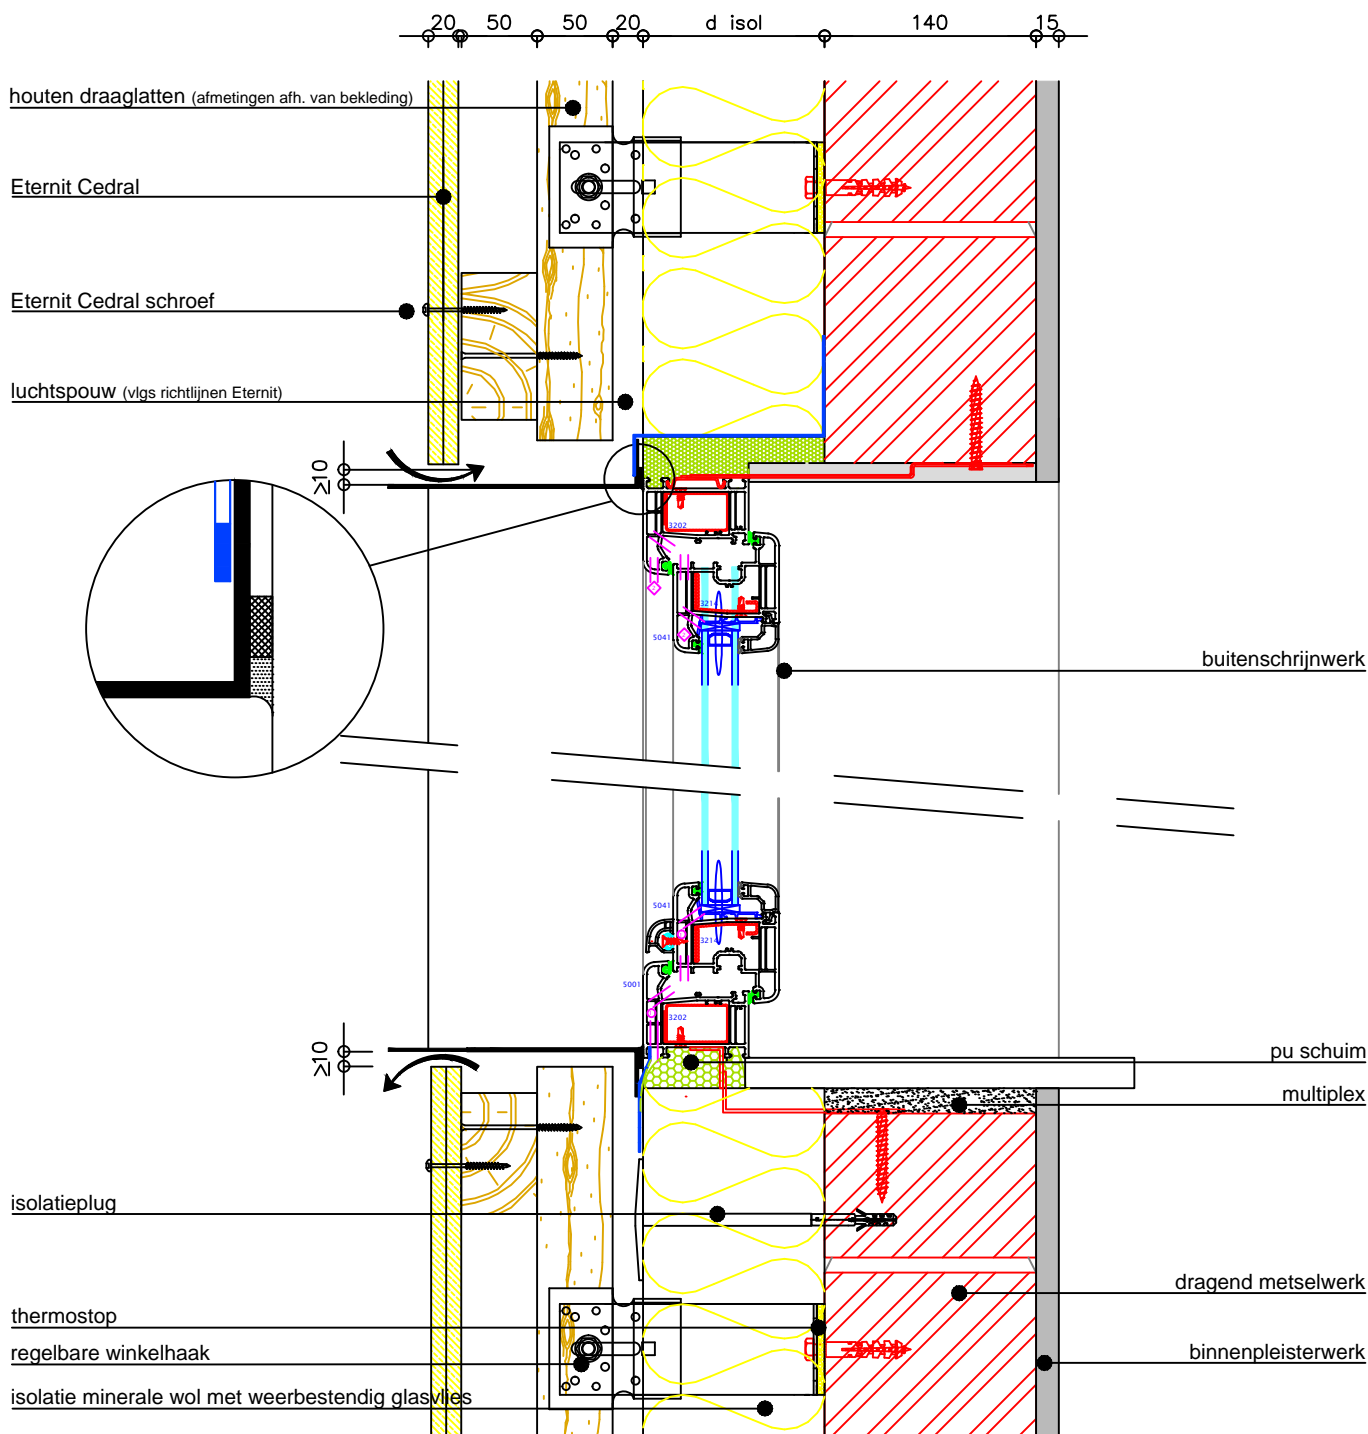 20 50 50 20 d isol 140 15
houten draaglatten (afmetingen afh. van bekleding)
Eternit Cedral
Eternit Cedral schroef
luchtspouw (vlgs richtlijnen Eternit)
≥10
3202
3214
5041
buitenschrijnwerk
5041
3214
5001
3202
≥10
pu schuim
multiplex
isolatieplug
dragend metselwerk
thermostop
regelbare winkelhaak
binnenpleisterwerk
isolatie minerale wol met weerbestendig glasvlies